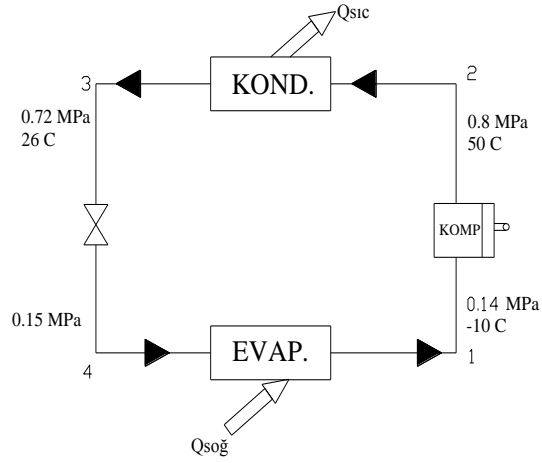 Qsıc
3
KOND.
2
0.72 MPa
26 C
0.8 MPa
50 C
KOMP
0.15 MPa
0.14 MPa
-10 C
4
EVAP.
1
Qsoğ